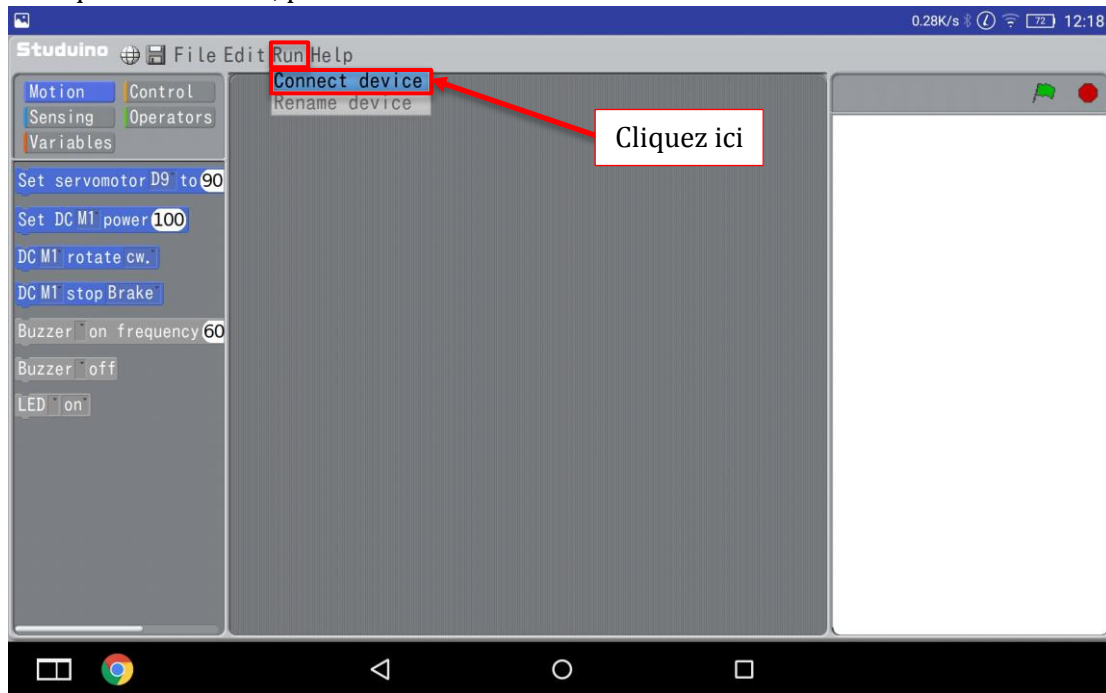 0.28K/s 72 12:18
Studuino File Edit Run Help
Connect device
Rename device
Motion Control
Sensing Operators
Variables
Cliquez ici
Set servomotor D9 to 90
Set DC M1 power 100
DC M1 rotate cw.
DC M1 stop Brake
Buzzer on frequency 60
Buzzer off
LED on